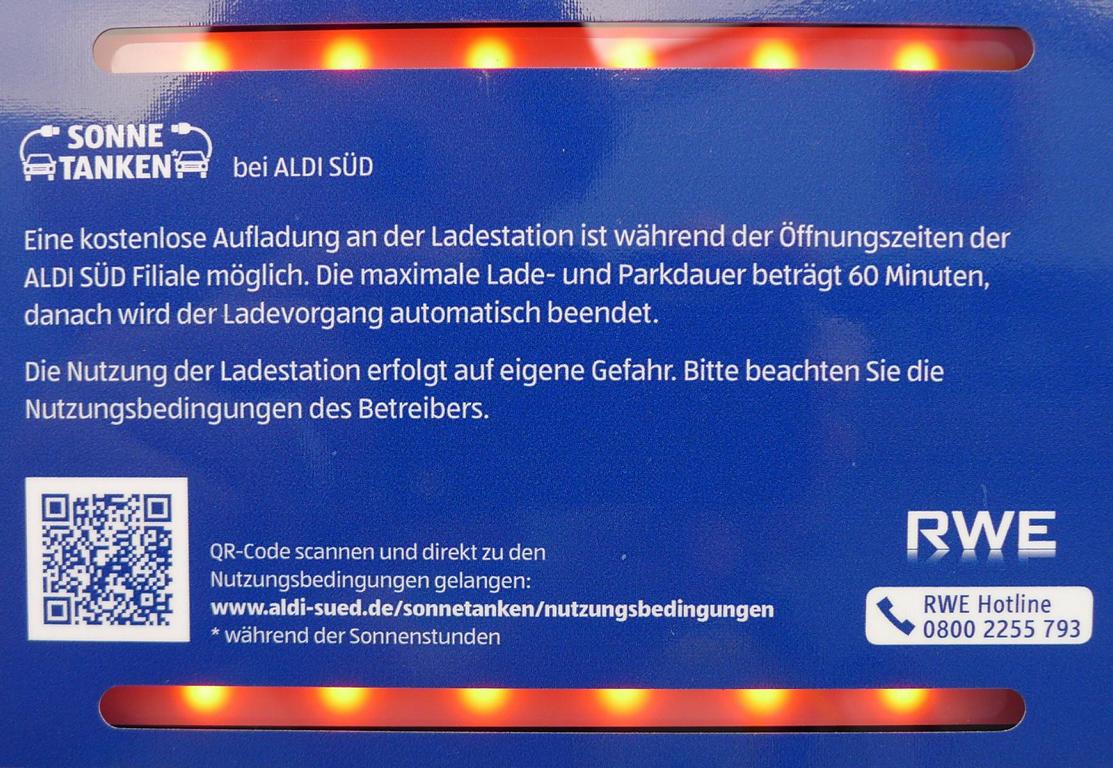 SONNE
TANKEN*
bei ALDI SÜD
Eine kostenlose Aufladung an der Ladestation ist während der Öffnungszeiten der
ALDI SÜD Filiale möglich. Die maximale Lade- und Parkdauer beträgt 60 Minuten,
danach wird der Ladevorgang automatisch beendet.
Die Nutzung der Ladestation erfolgt auf eigene Gefahr. Bitte beachten Sie die
Nutzungsbedingungen des Betreibers.
QR-Code scannen und direkt zu den
Nutzungsbedingungen gelangen:
www.aldi-sued.de/sonnetanken/nutzungsbedingungen
* während der Sonnenstunden
RWE
RWE Hotline
0800 2255 793